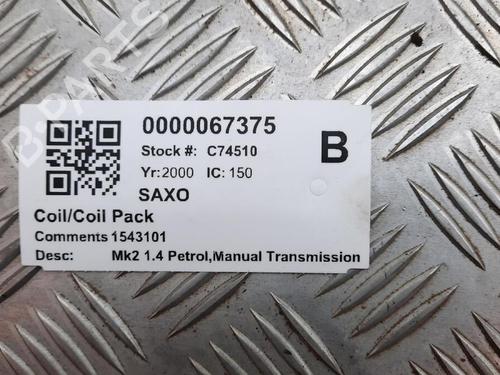 0000067375
Stock #: C74510
B
Yr: 2000 IC: 150
SAXO
Coil/Coil Pack
Comments 1543101
Desc: Mk2 1.4 Petrol,Manual Transmission
B-PARTS